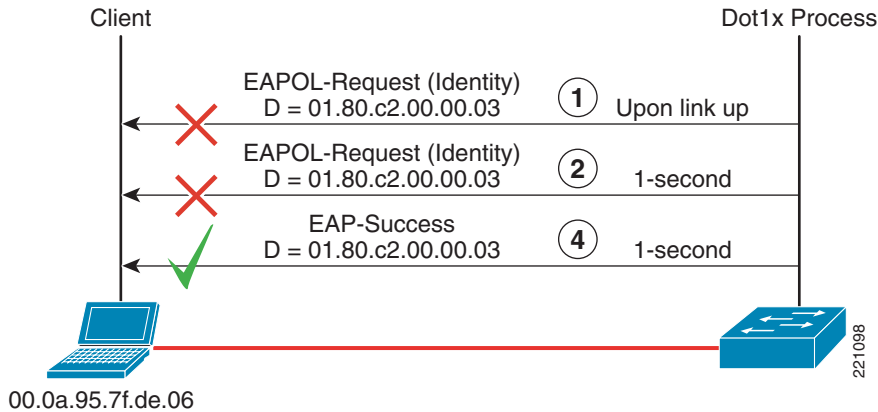 Client
Dot1x Process
EAPOL-Request (Identity)
D = 01.80.c2.00.00.03
1
Upon link up
EAPOL-Request (Identity)
D = 01.80.c2.00.00.03
2
1-second
EAP-Success
D = 01.80.c2.00.00.03
4
1-second
221098
00.0a.95.7f.de.06